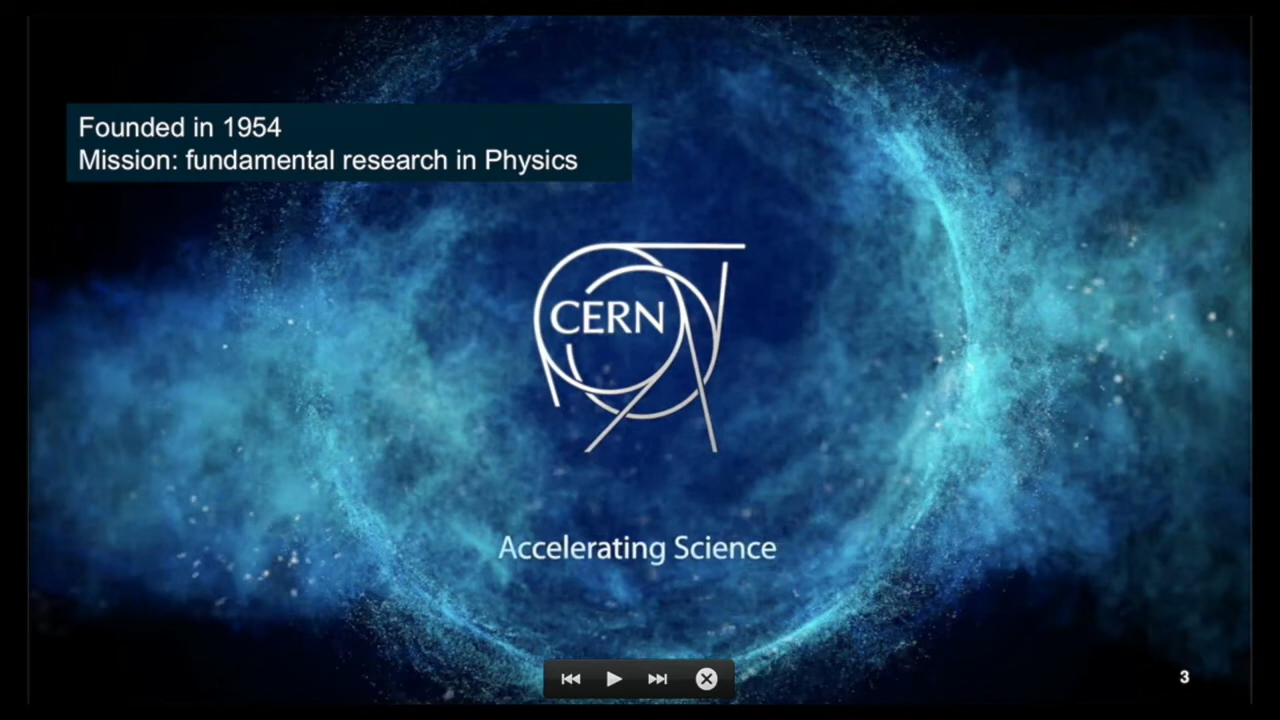 Founded in 1954
Mission: fundamental research in Physics
CERN
Accelerating Science
3